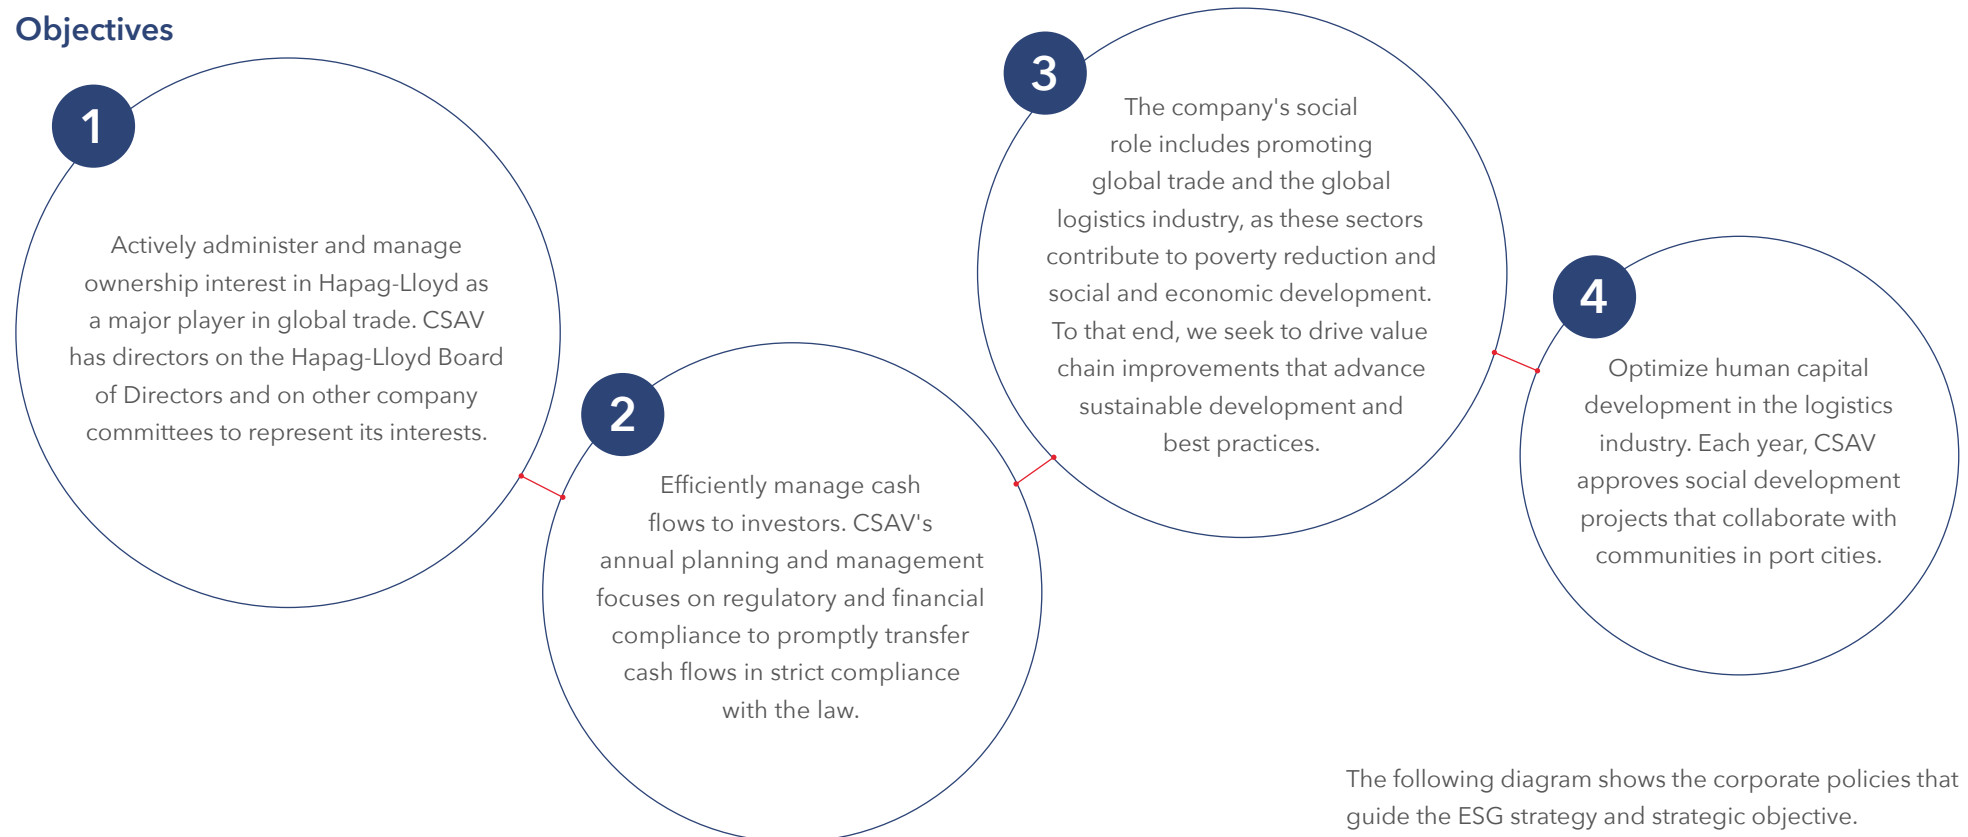 Objectives
1
Actively administer and manage
ownership interest in Hapag-Lloyd as
a major player in global trade. CSAV
has directors on the Hapag-Lloyd Board
of Directors and on other company
committees to represent its interests.
2
Efficiently manage cash
flows to investors. CSAV's
annual planning and management
focuses on regulatory and financial
compliance to promptly transfer
cash flows in strict compliance
with the law.
3
The company's social
role includes promoting
global trade and the global
logistics industry, as these sectors
contribute to poverty reduction and
social and economic development.
To that end, we seek to drive value
chain improvements that advance
sustainable development and
best practices.
4
Optimize human capital
development in the logistics
industry. Each year, CSAV
approves social development
projects that collaborate with
communities in port cities.
The following diagram shows the corporate policies that
guide the ESG strategy and strategic objective.